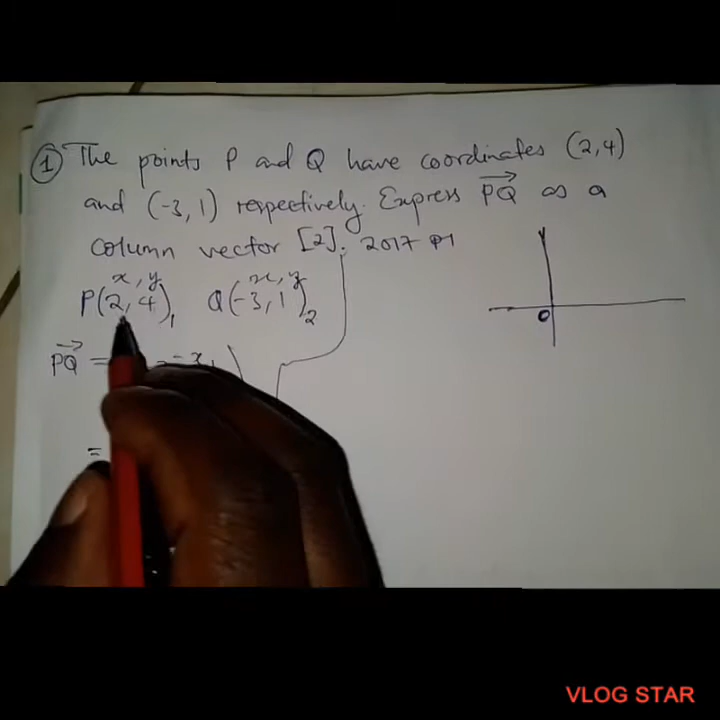 ① The points P and Q have coordinates (2,4)
and (-3, 1) respectively. Express PQ as a
column vector [2]. 2017 P1
x, y x, y
P(2, 4)₁ Q(-3, 1)₂
PQ =
=
O
VLOG STAR